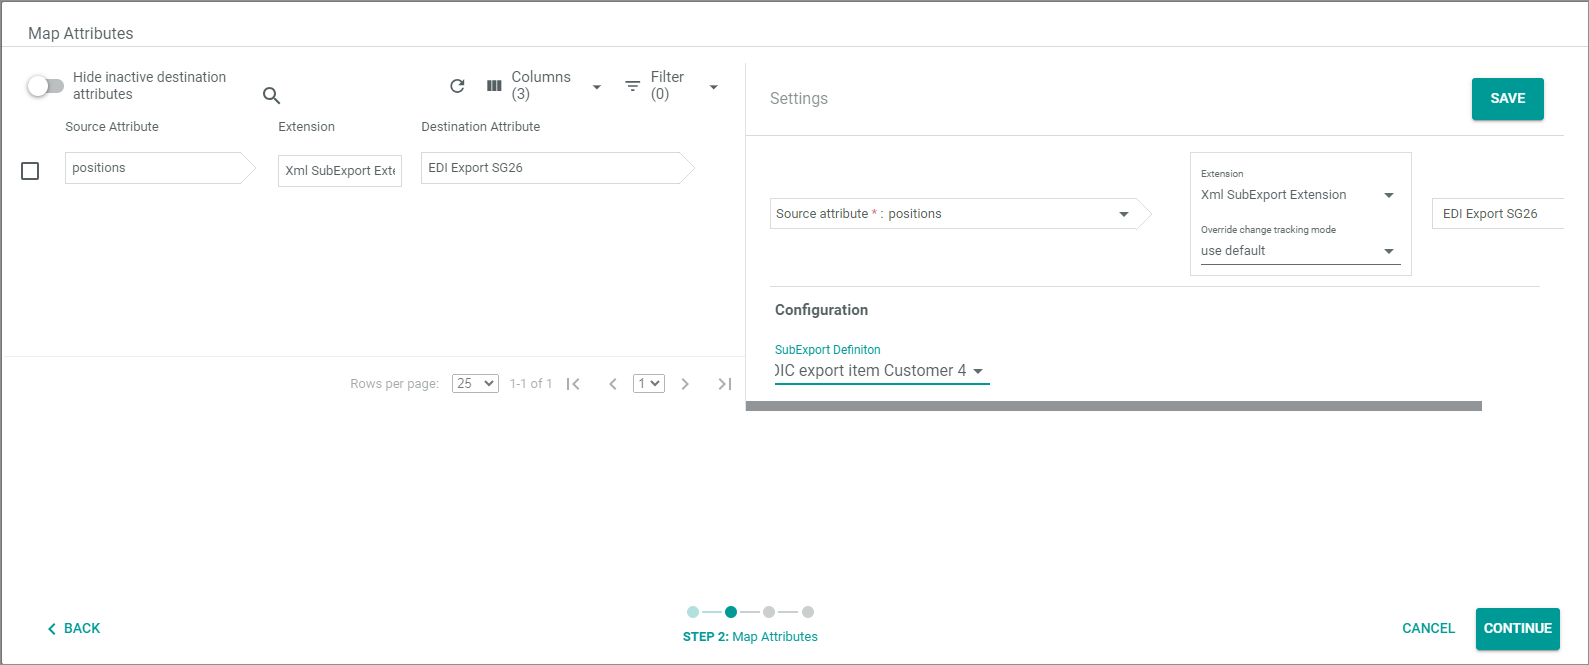 Map Attributes
Hide inactive destination
attributes
Columns
(3)
Filter
(0)
Source Attribute
Extension
Destination Attribute
positions
Xml SubExport Exte
EDI Export SG26
Rows per page:
25
1-1 of 1
1
Settings
SAVE
Source attribute * : positions
Extension
Xml SubExport Extension
Override change tracking mode
use default
EDI Export SG26
Configuration
SubExport Definiton
DIC export item Customer 4
BACK
STEP 2: Map Attributes
CANCEL
CONTINUE